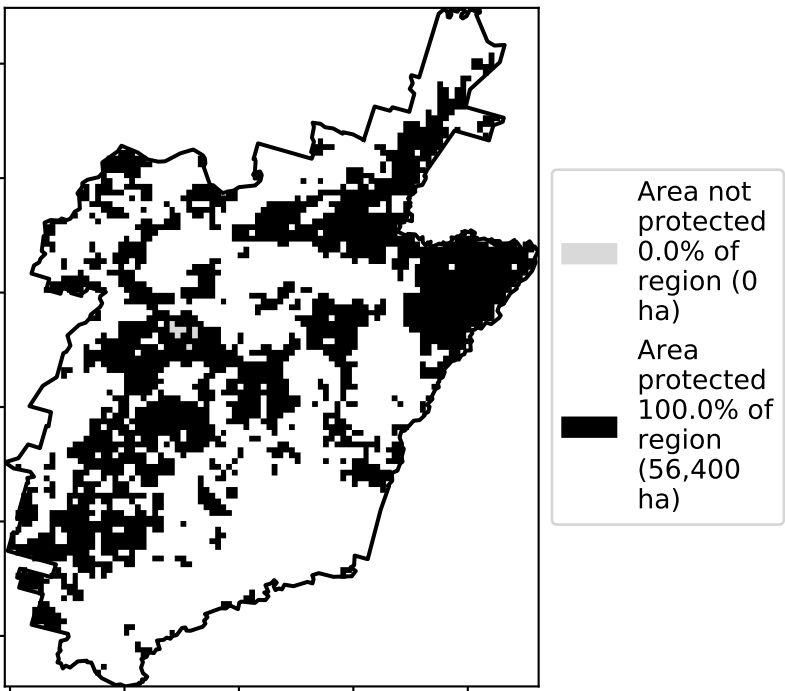 Area not
protected
0.0% of
region (0
ha)
Area
protected
100.0% of
region
(56,400
ha)